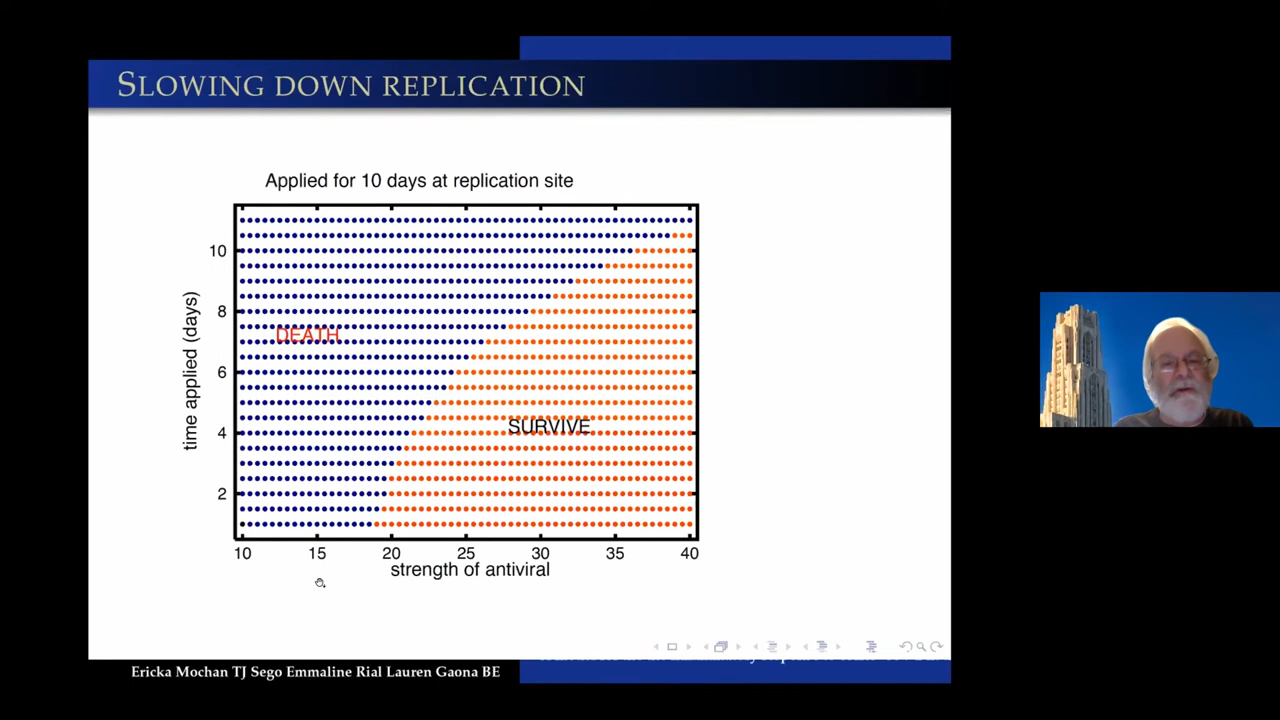 SLOWING DOWN REPLICATION
Applied for 10 days at replication site
10
8
6
4
2
time applied (days)
DEATH
SURVIVE
10 15 20 25 30 35 40
strength of antiviral
Ericka Mochan TJ Sego Emmaline Rial Lauren Gaona BE